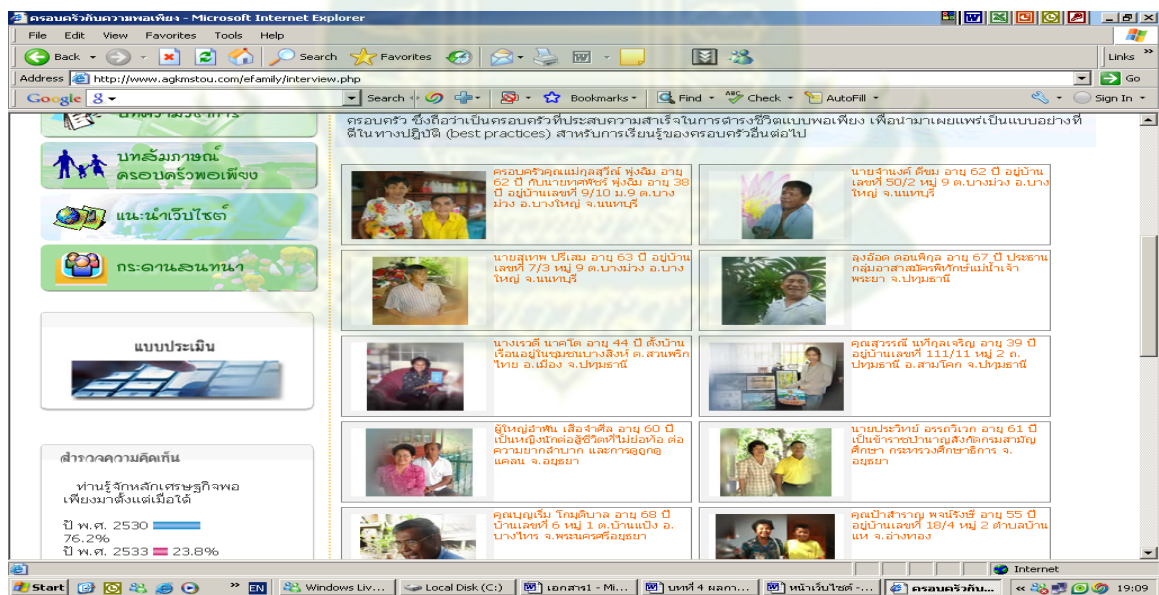 ครอบครัวกับความพอเพียง - Microsoft Internet Explorer
File Edit View Favorites Tools Help
Back Search Favorites Links
Address http://www.agkmstou.com/efamily/interview.php Go
Google Search Bookmarks Find Check AutoFill Sign In
บทสัมภาษณ์
ครอบครัวพอเพียง
แนะนำเว็บไซต์
กระดานสนทนา
แบบประเมิน
สำรวจความคิดเห็น
ท่านรู้จักหลักเศรษฐกิจพอ
เพียงมาตั้งแต่เมื่อใด้
ปี พ.ศ. 2530
76.2%
ปี พ.ศ. 2533 23.8%
ครอบครัว ซึ่งถือว่าเป็นครอบครัวที่ประสบความสำเร็จในการดำรงชีวิตแบบพอเพียง เพื่อนำมาเผยแพร่เป็นแบบอย่างที่
ดีในทางปฏิบัติ (best practices) สำหรับการเรียนรู้ของครอบครัวอื่นต่อไป
ครอบครัวคุณแม่กุลสุวีณ์ พุ่งฉิม อายุ
62 ปี กับนายทศพัชร์ พุ่งฉิม อายุ 38
ปี อยู่บ้านเลขที่ 9/10 ม.9 ต.บาง
ม่วง อ.บางใหญ่ จ.นนทบุรี
นายจำนงค์ ดีขม อายุ 62 ปี อยู่บ้าน
เลขที่ 50/2 หมู่ 9 ต.บางม่วง อ.บาง
ใหญ่ จ.นนทบุรี
นายสุเทพ ปรีเสม อายุ 63 ปี อยู่บ้าน
เลขที่ 7/3 หมู่ 9 ต.บางม่วง อ.บาง
ใหญ่ จ.นนทบุรี
ลุงอ๊อด ดอนพิกุล อายุ 67 ปี ประธาน
กลุ่มอาสาสมัครพิทักษ์แม่น้ำเจ้า
พระยา จ.ปทุมธานี
นางเรวดี นาคโต อายุ 44 ปี ตั้งบ้าน
เรือนอยู่ในชุมชนบางสิงห์ ต.สวนพริก
ไทย อ.เมือง จ.ปทุมธานี
คุณสุวรรณี นทีกุลเจริญ อายุ 39 ปี
อยู่บ้านเลขที่ 111/11 หมู่ 2 ถ.
ปทุมธานี อ.สามโคก จ.ปทุมธานี
ผู้ใหญ่อำพัน เสือจำศีล อายุ 60 ปี
เป็นหญิงนักต่อสู้ชีวิตที่ไม่ย่อท้อ ต่อ
ความยากลำบาก และการดูถูกดู
แคลน จ.อยุธยา
นายประวิทย์ อรรถวิเวก อายุ 61 ปี
เป็นข้าราชบำนาญสังกัดกรมสามัญ
ศึกษา กระทรวงศึกษาธิการ จ.
อยุธยา
คุณบุญเริ่ม โกมุติบาล อายุ 68 ปี
บ้านเลขที่ 6 หมู่ 1 ต.บ้านแป้ง อ.
บางไทร จ.พระนครศรีอยุธยา
คุณป้าสำราญ พจน์รังษี อายุ 55 ปี
อยู่บ้านเลขที่ 18/4 หมู่ 2 ตำบลบ้าน
แห จ.อ่างทอง
Internet
Start EN Windows Liv... Local Disk (C:) เอกสาร1 - Mi... บทที่ 4 ผลกา... หน้าเว็บไซต์ -... ครอบครัวกับ... 19:09